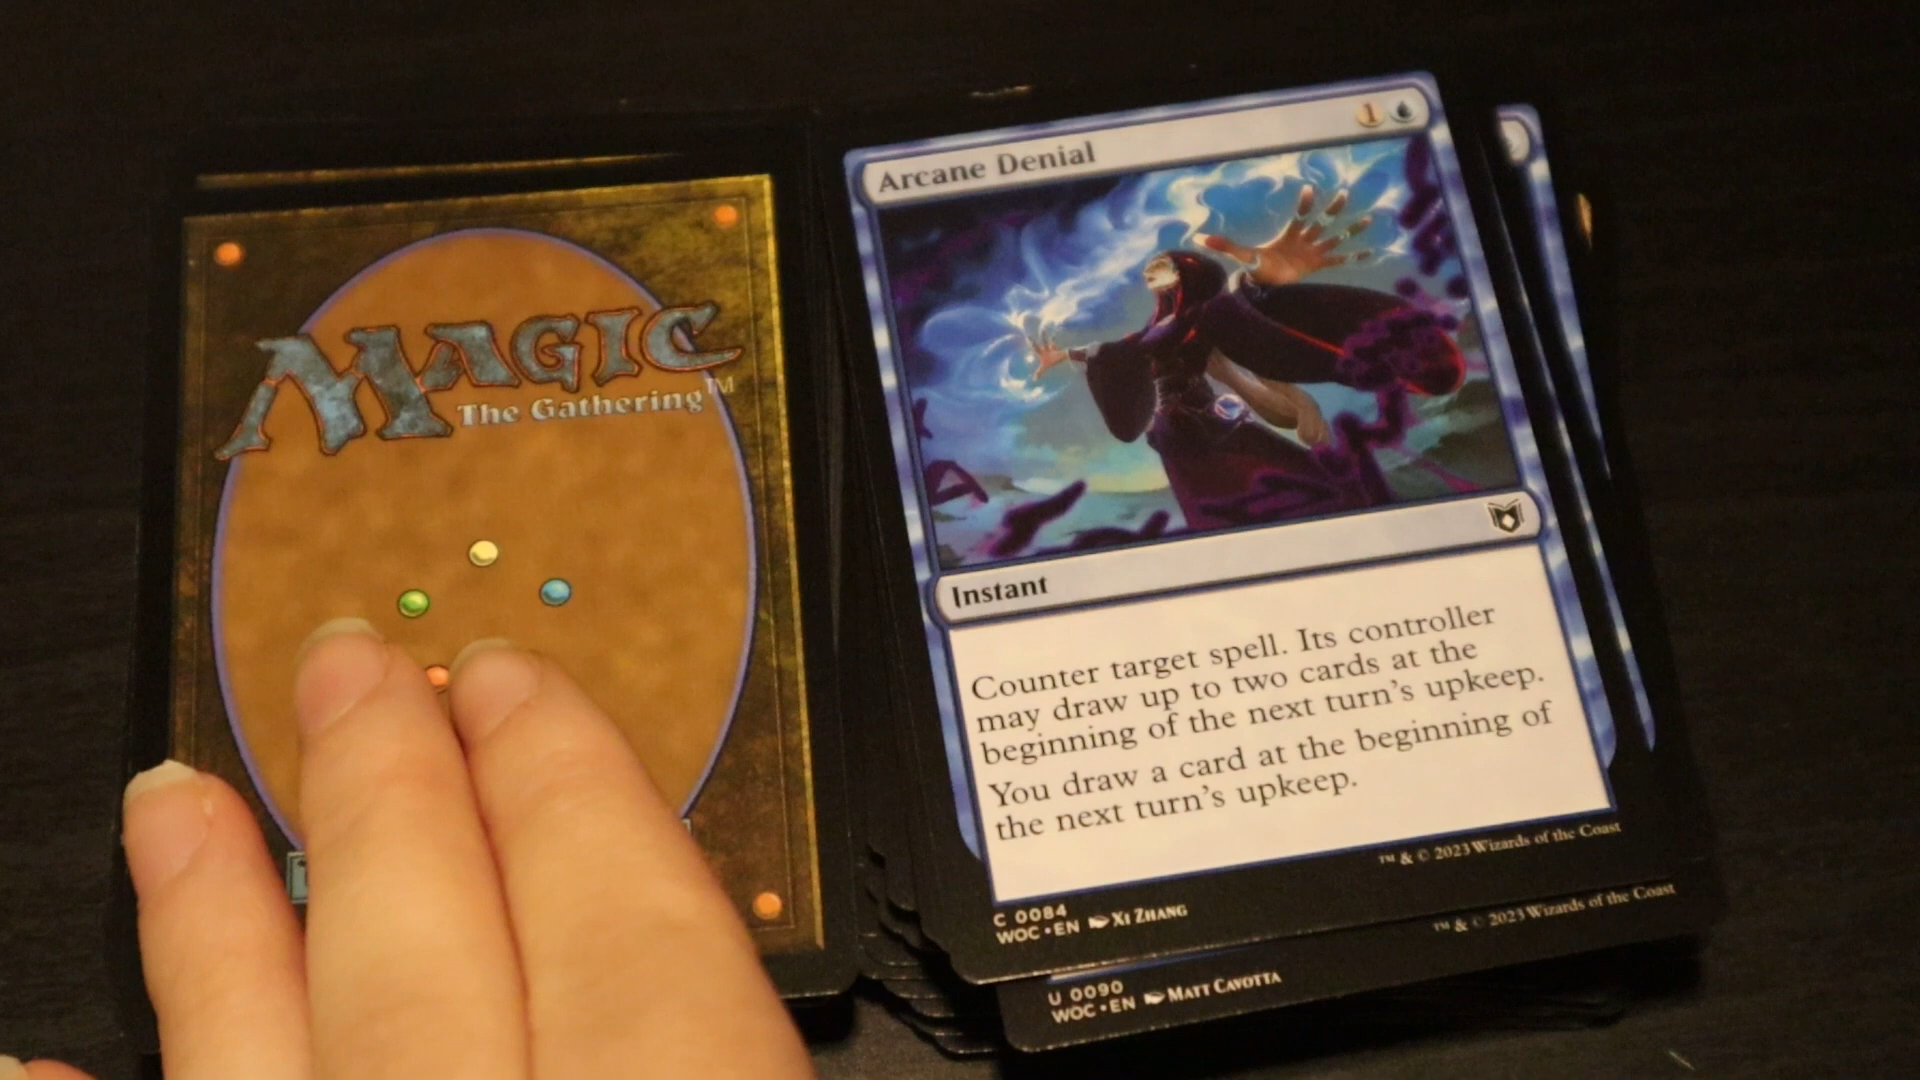 MAGIC
The Gathering™
Arcane Denial
1
Instant
Counter target spell. Its controller
may draw up to two cards at the
beginning of the next turn's upkeep.
You draw a card at the beginning of
the next turn's upkeep.
™ & © 2023 Wizards of the Coast
C 0084
WOC • EN XI ZHANG
™ & © 2023 Wizards of the Coast
U 0090
WOC • EN MATT CAVOTTA